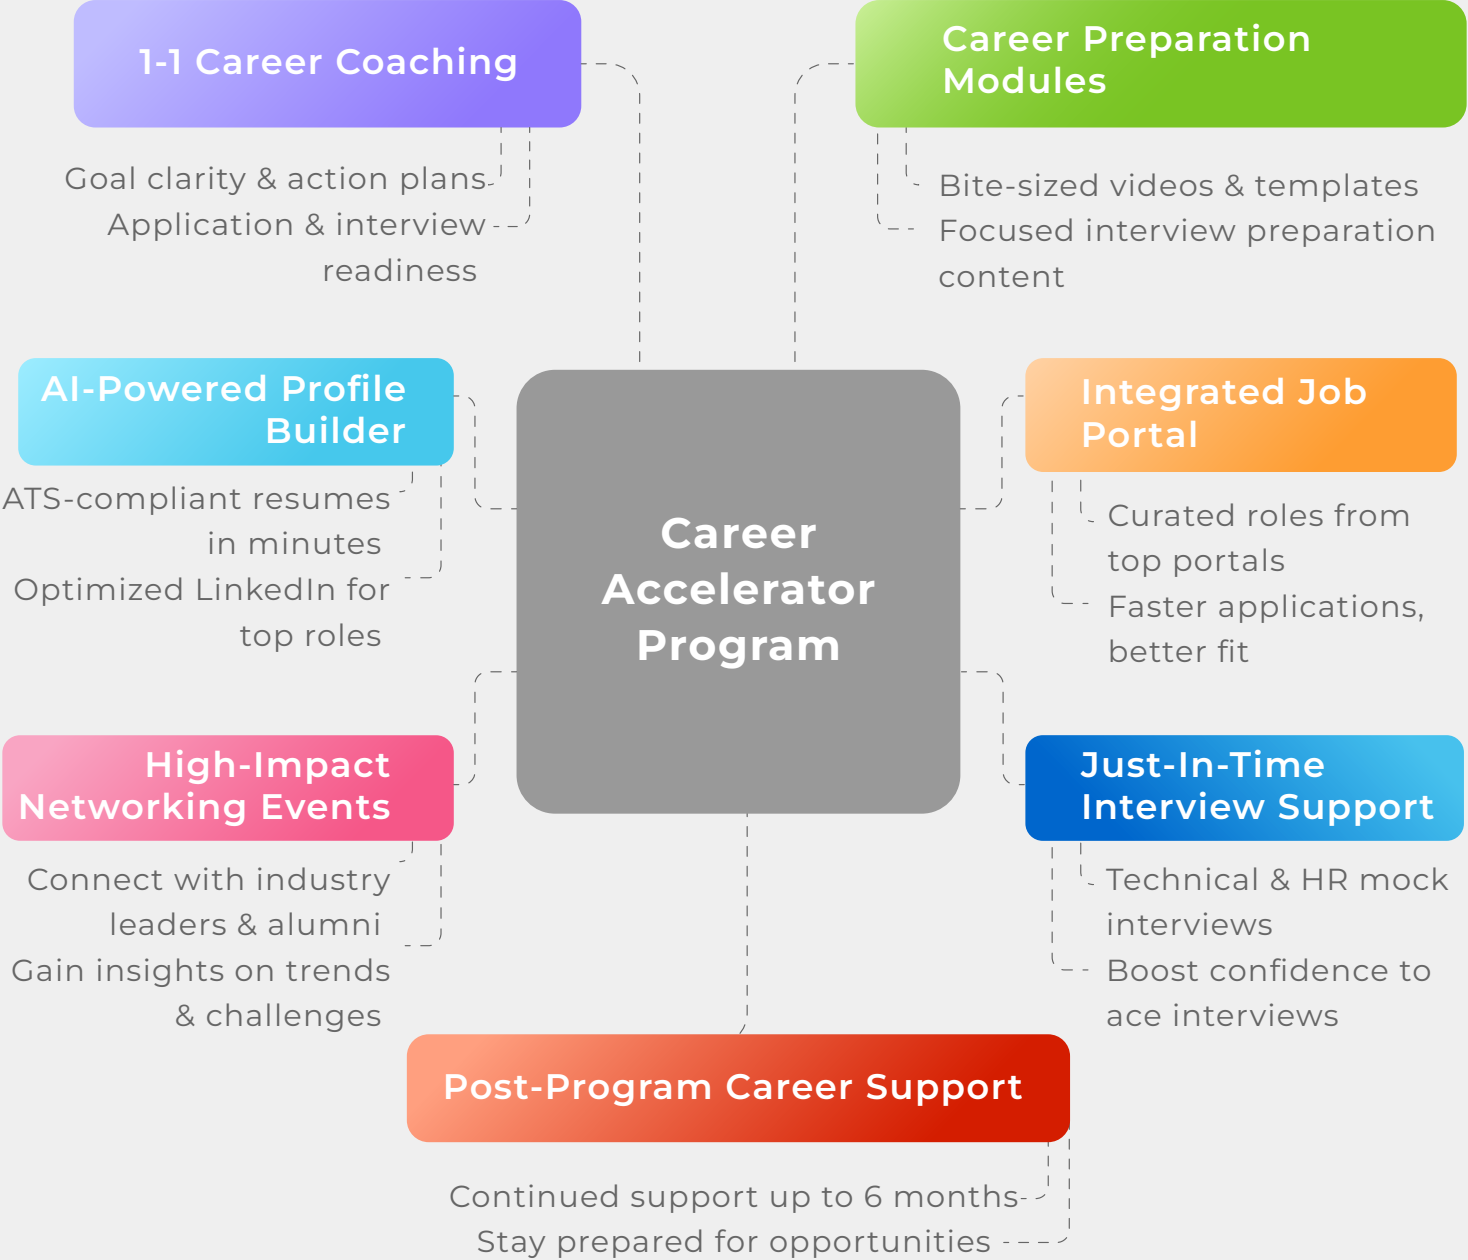 1-1 Career Coaching
Goal clarity & action plans
Application & interview
readiness
Career Preparation
Modules
Bite-sized videos & templates
Focused interview preparation
content
AI-Powered Profile
Builder
ATS-compliant resumes
in minutes
Optimized LinkedIn for
top roles
Integrated Job
Portal
Curated roles from
top portals
Faster applications,
better fit
Career
Accelerator
Program
High-Impact
Networking Events
Connect with industry
leaders & alumni
Gain insights on trends
& challenges
Just-In-Time
Interview Support
Technical & HR mock
interviews
Boost confidence to
ace interviews
Post-Program Career Support
Continued support up to 6 months
Stay prepared for opportunities